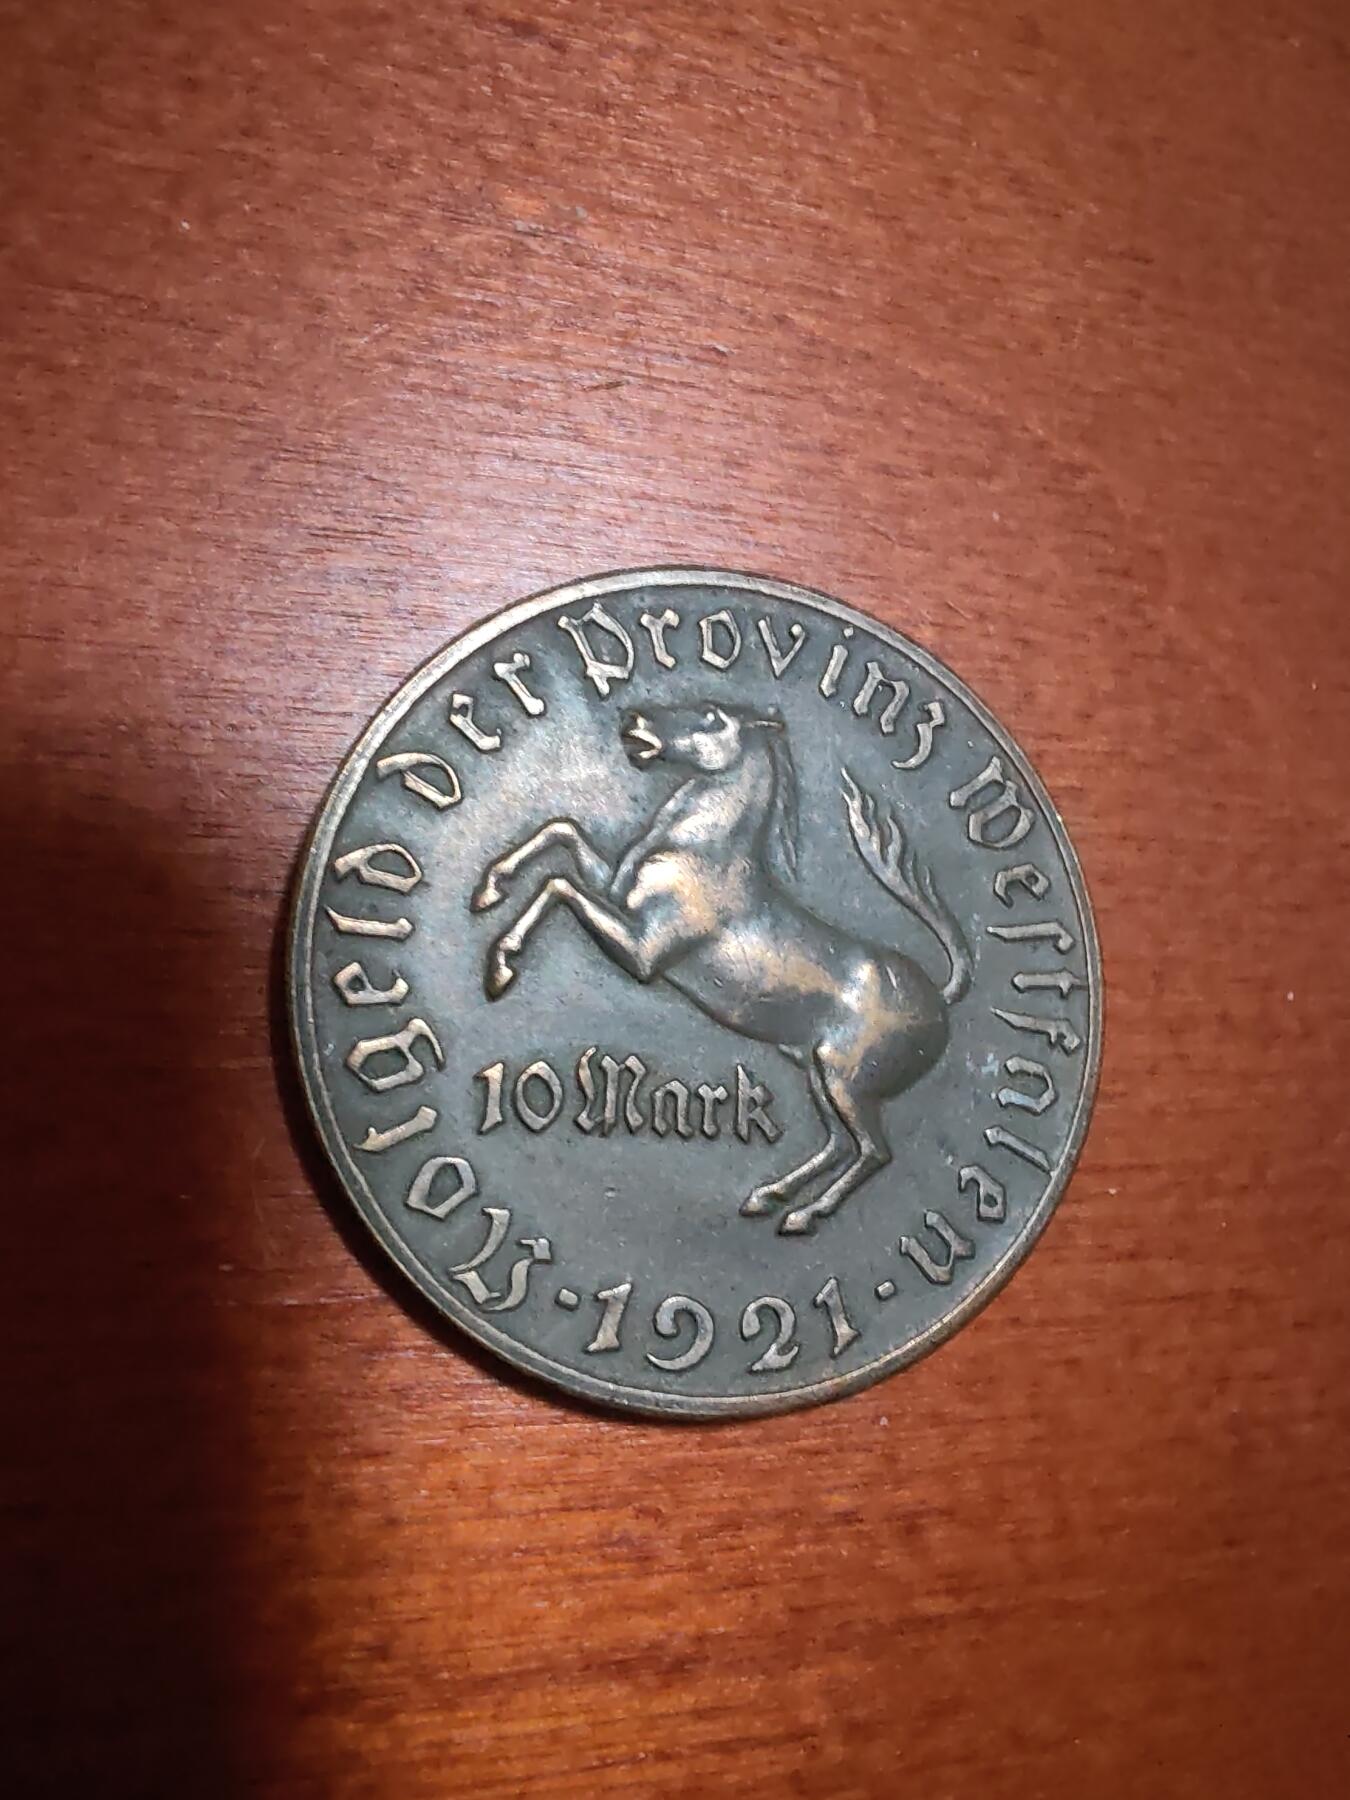 Notgeld der Provinz Weſtfalen
10 Mark
· 1921 ·